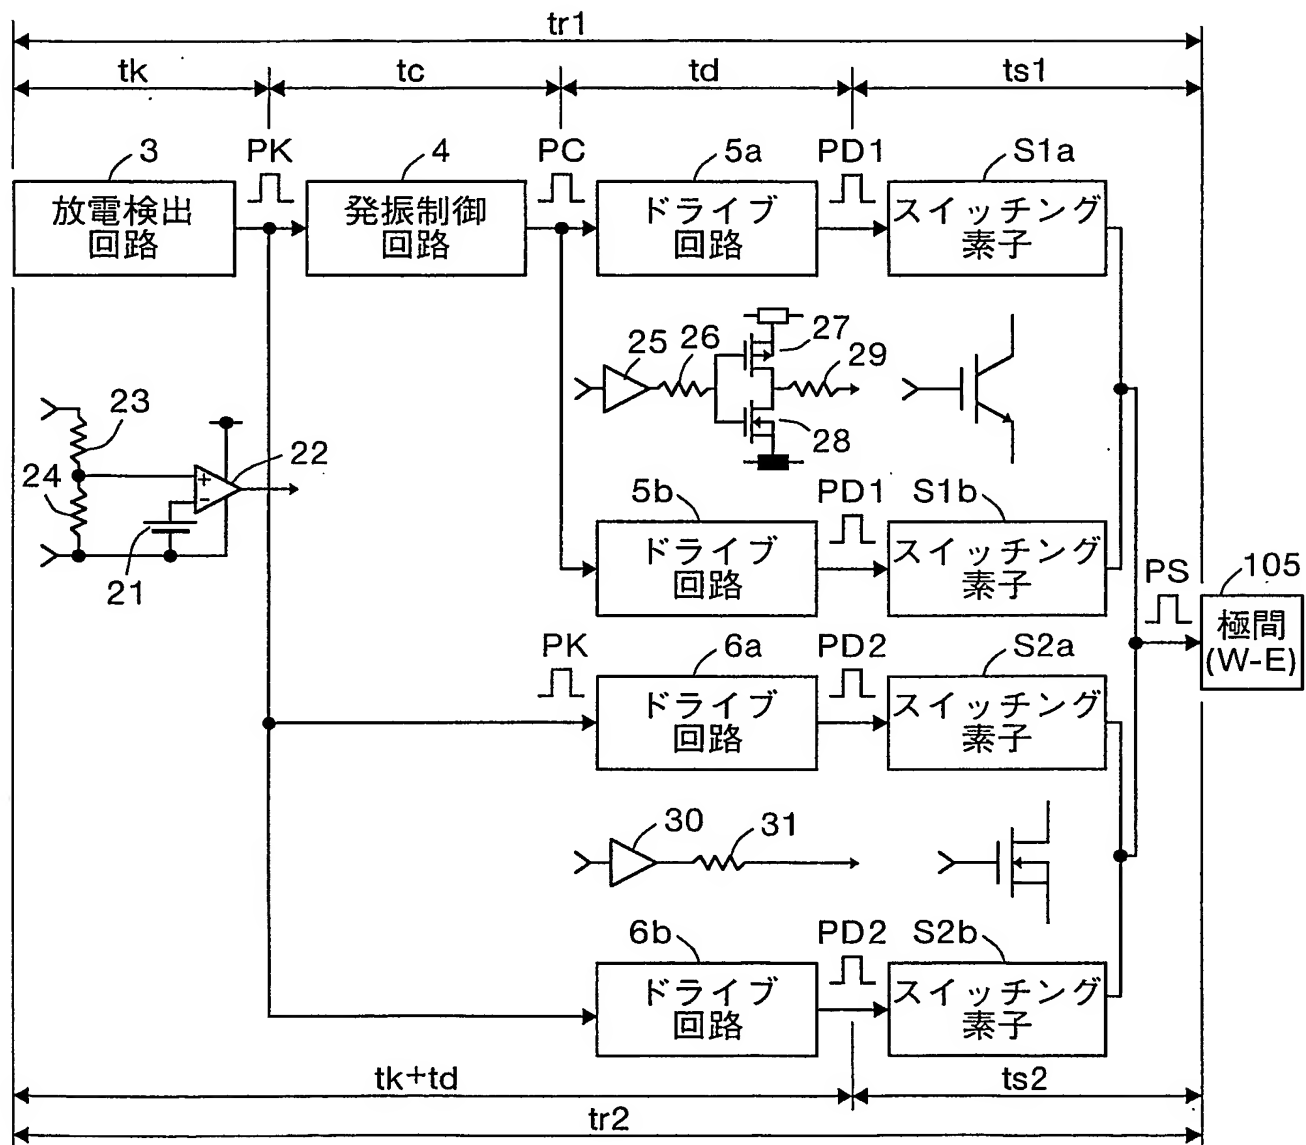 tr1
tk
tc
td
ts1
3
PK
4
PC
5a
PD1
S1a
放電検出
回路
発振制御
回路
ドライブ
回路
スイッチング
素子
25
26
27
29
28
23
24
22
21
+
−
5b
PD1
S1b
ドライブ
回路
スイッチング
素子
PS
105
極間
(W-E)
PK
6a
PD2
S2a
ドライブ
回路
スイッチング
素子
30
31
6b
PD2
S2b
ドライブ
回路
スイッチング
素子
tk+td
ts2
tr2